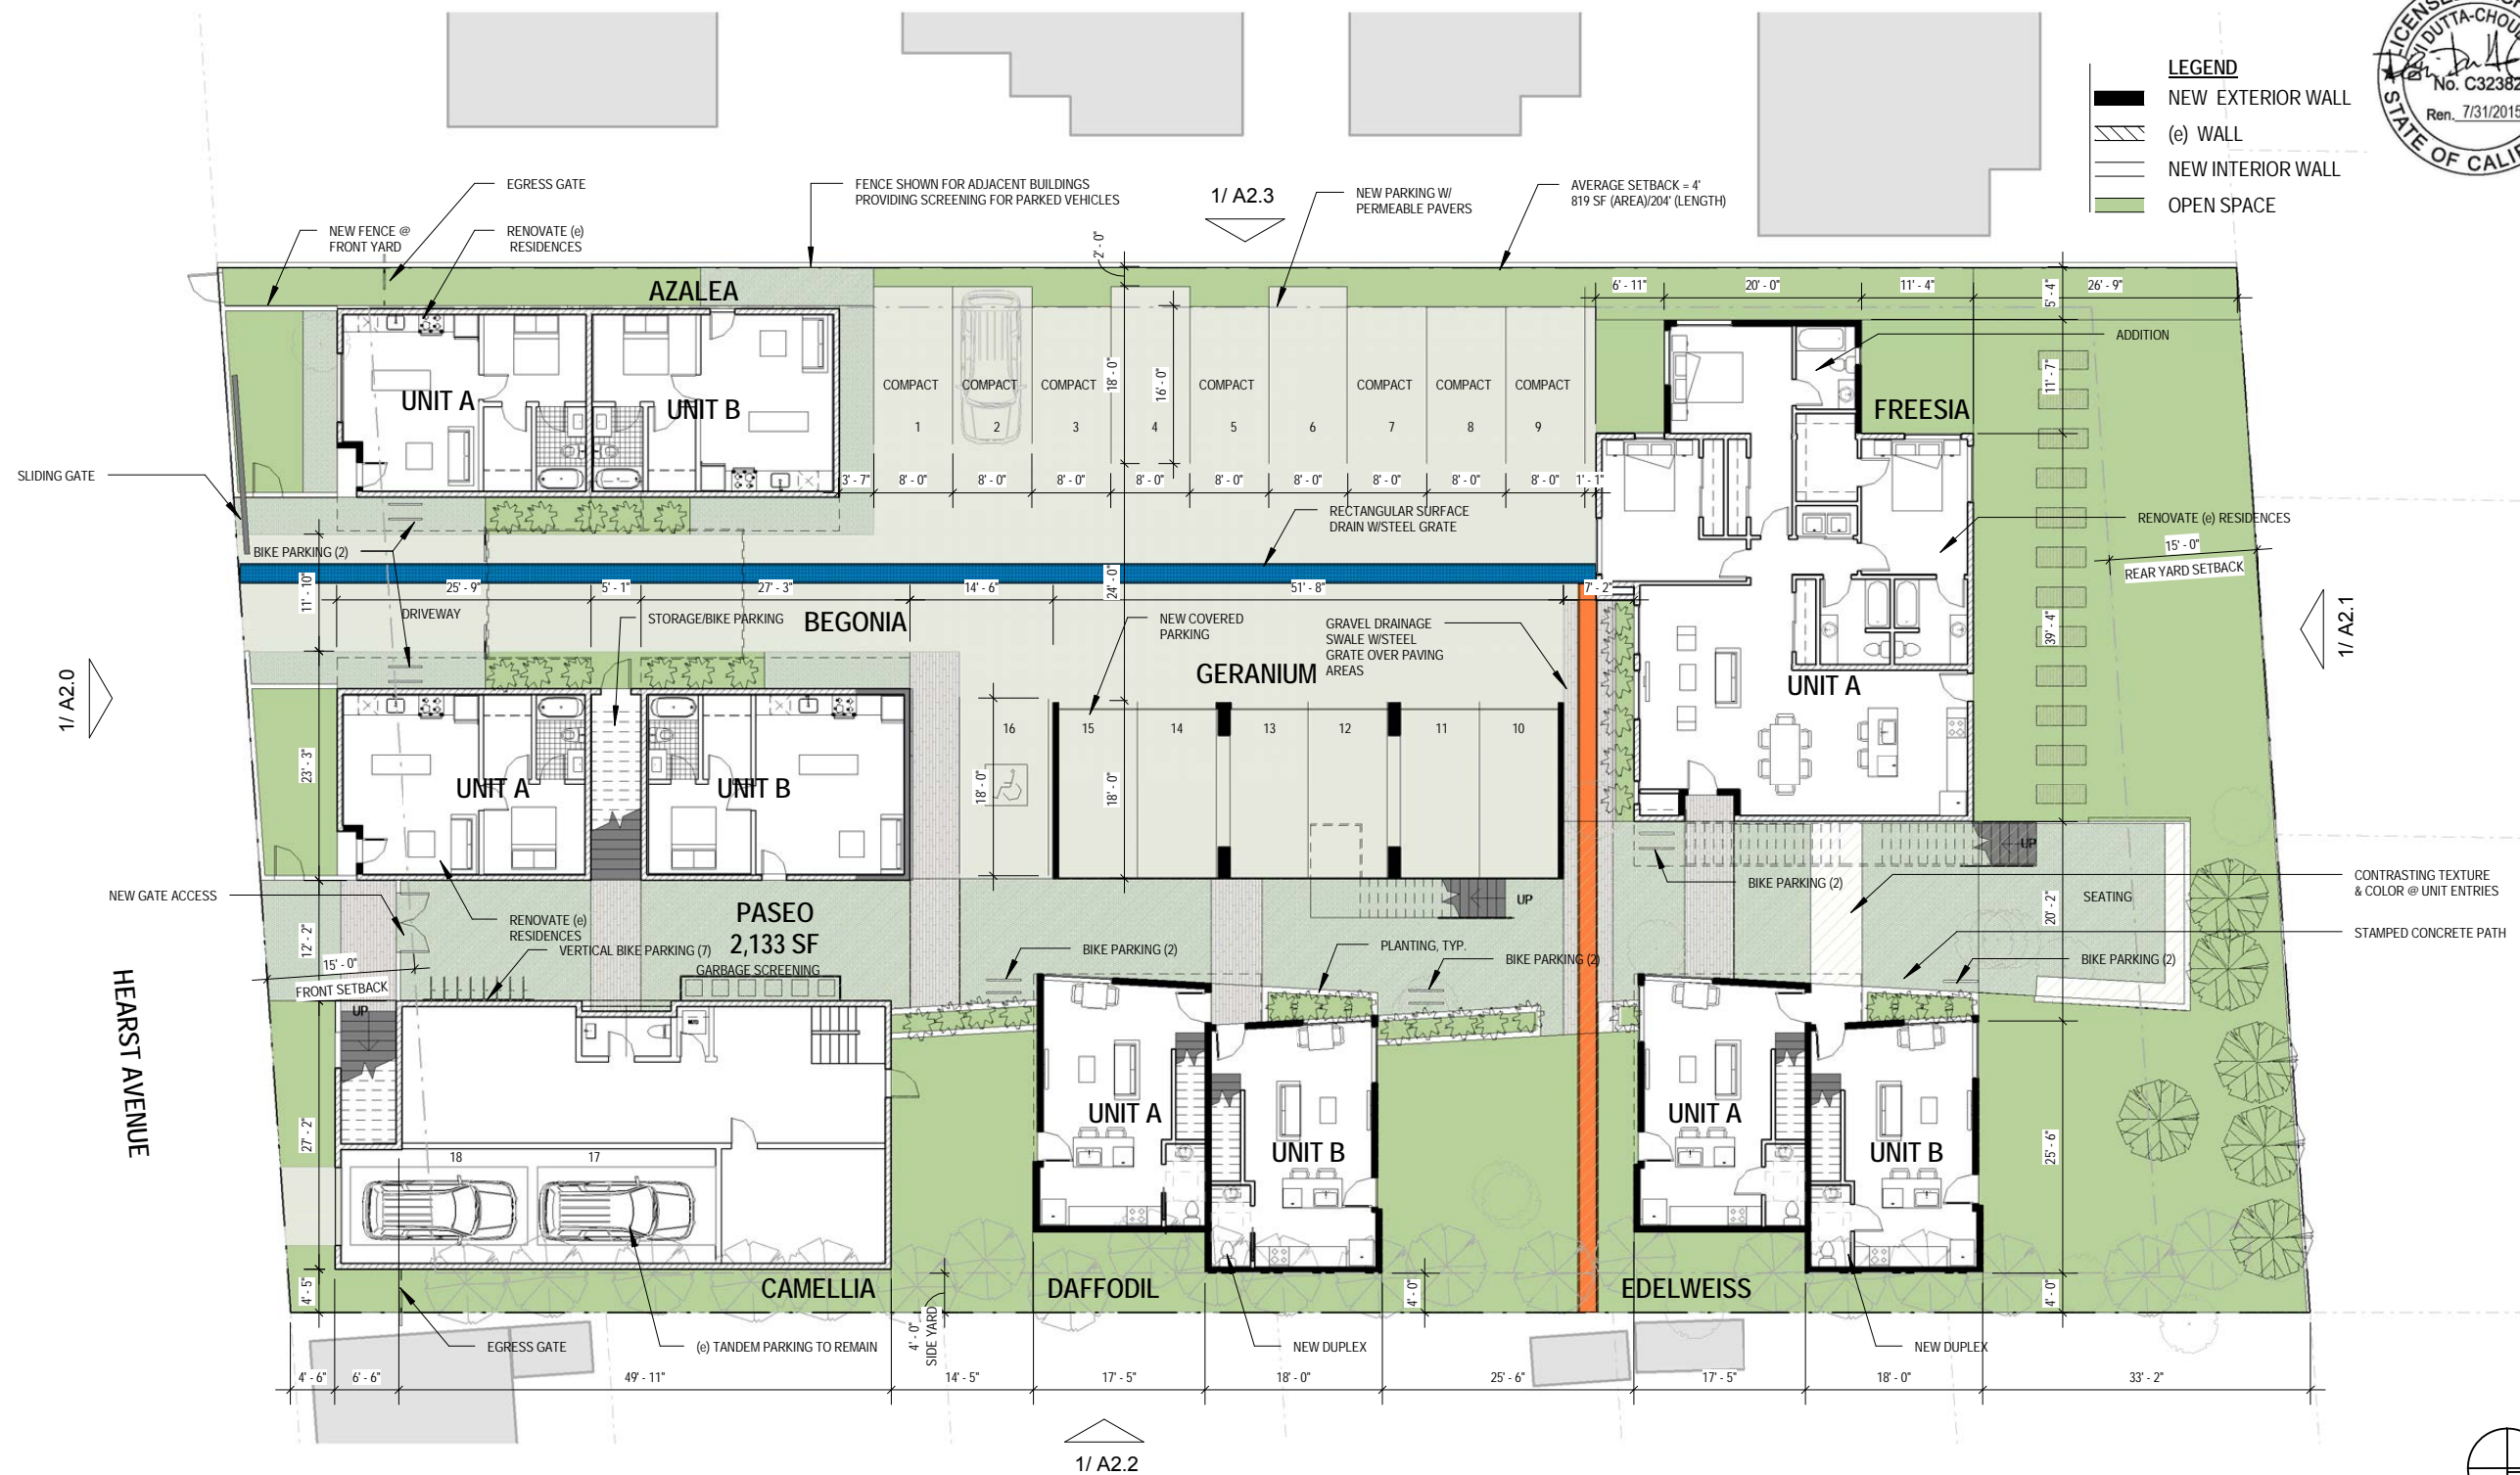 LICENSED
DUTTA-CHOU
No. C32382
Ren. 7/31/2015
STATE OF CALIF
LEGEND
NEW EXTERIOR WALL
(e) WALL
NEW INTERIOR WALL
OPEN SPACE
EGRESS GATE
FENCE SHOWN FOR ADJACENT BUILDINGS
PROVIDING SCREENING FOR PARKED VEHICLES
1/ A2.3
NEW PARKING W/
PERMEABLE PAVERS
AVERAGE SETBACK = 4'
819 SF (AREA)/204' (LENGTH)
NEW FENCE @
FRONT YARD
RENOVATE (e)
RESIDENCES
2' - 0"
AZALEA
6' - 11"
20' - 0"
11' - 4"
5' - 4"
26' - 9"
ADDITION
UNIT A
UNIT B
COMPACT
COMPACT
COMPACT
18' - 0"
16' - 0"
COMPACT
COMPACT
COMPACT
COMPACT
11' - 7"
FREESIA
1
2
3
4
5
6
7
8
9
SLIDING GATE
3' - 7"
8' - 0"
8' - 0"
8' - 0"
8' - 0"
8' - 0"
8' - 0"
8' - 0"
8' - 0"
8' - 0"
1' - 1"
RECTANGULAR SURFACE
DRAIN W/STEEL GRATE
RENOVATE (e) RESIDENCES
BIKE PARKING (2)
15' - 0"
REAR YARD SETBACK
11' - 10"
25' - 9"
5' - 1"
27' - 3"
14' - 6"
24' - 0"
51' - 8"
7' - 2"
DRIVEWAY
STORAGE/BIKE PARKING
BEGONIA
NEW COVERED
PARKING
GRAVEL DRAINAGE
SWALE W/STEEL
GRATE OVER PAVING
AREAS
39' - 4"
1/ A2.1
1/ A2.0
GERANIUM
UNIT A
16
15
14
13
12
11
10
23' - 3"
UNIT A
UNIT B
18' - 0"
18' - 0"
UP
NEW GATE ACCESS
RENOVATE (e)
RESIDENCES
PASEO
2,133 SF
VERTICAL BIKE PARKING (7)
GARBAGE SCREENING
UP
BIKE PARKING (2)
SEATING
CONTRASTING TEXTURE
& COLOR @ UNIT ENTRIES
20' - 2"
STAMPED CONCRETE PATH
12' - 2"
BIKE PARKING (2)
PLANTING, TYP.
BIKE PARKING (2)
BIKE PARKING (2)
15' - 0"
FRONT SETBACK
HEARST AVENUE
UP
27' - 2"
UNIT A
UNIT B
UNIT A
UNIT B
25' - 6"
18
17
4' - 5"
CAMELLIA
DAFFODIL
EDELWEISS
4' - 0"
4' - 0"
4' - 0"
SIDE YARD
EGRESS GATE
(e) TANDEM PARKING TO REMAIN
NEW DUPLEX
NEW DUPLEX
4' - 6"
6' - 6"
49' - 11"
14' - 5"
17' - 5"
18' - 0"
25' - 6"
17' - 5"
18' - 0"
33' - 2"
1/ A2.2